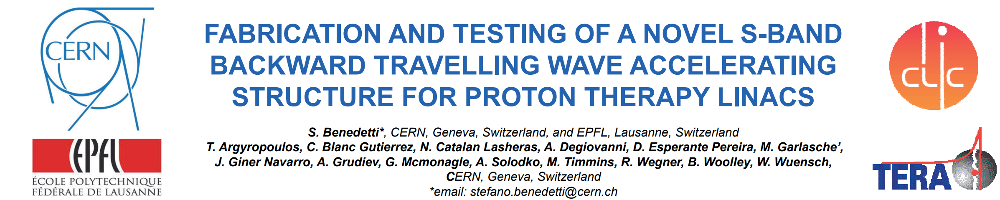 CERN
EPFL
ÉCOLE POLYTECHNIQUE
FÉDÉRALE DE LAUSANNE
FABRICATION AND TESTING OF A NOVEL S-BAND
BACKWARD TRAVELLING WAVE ACCELERATING
STRUCTURE FOR PROTON THERAPY LINACS
S. Benedetti*, CERN, Geneva, Switzerland, and EPFL, Lausanne, Switzerland
T. Argyropoulos, C. Blanc Gutierrez, N. Catalan Lasheras, A. Degiovanni, D. Esperante Pereira, M. Garlasche’,
J. Giner Navarro, A. Grudiev, G. Mcmonagle, A. Solodko, M. Timmins, R. Wegner, B. Woolley, W. Wuensch,
CERN, Geneva, Switzerland
*email: stefano.benedetti@cern.ch
clic
TERA